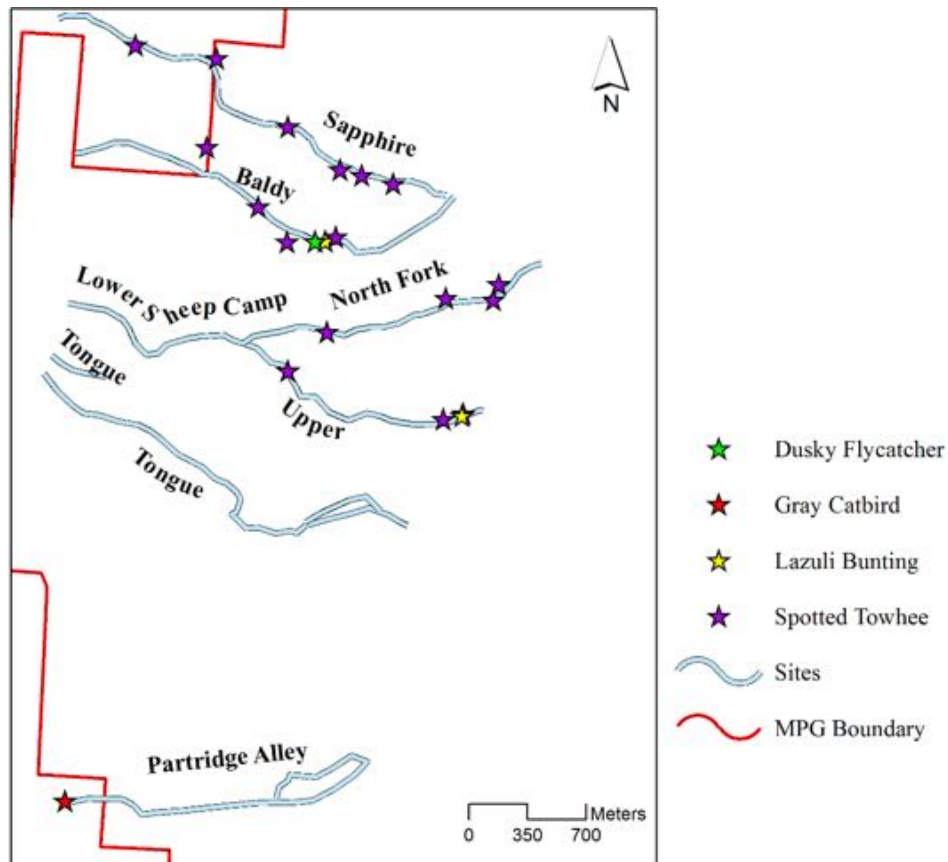 N
Sapphire
Baldy
Lower Sheep Camp
North Fork
Tongue
Upper
Tongue
Dusky Flycatcher
Gray Catbird
Lazuli Bunting
Spotted Towhee
Sites
MPG Boundary
Partridge Alley
Meters
0 350 700